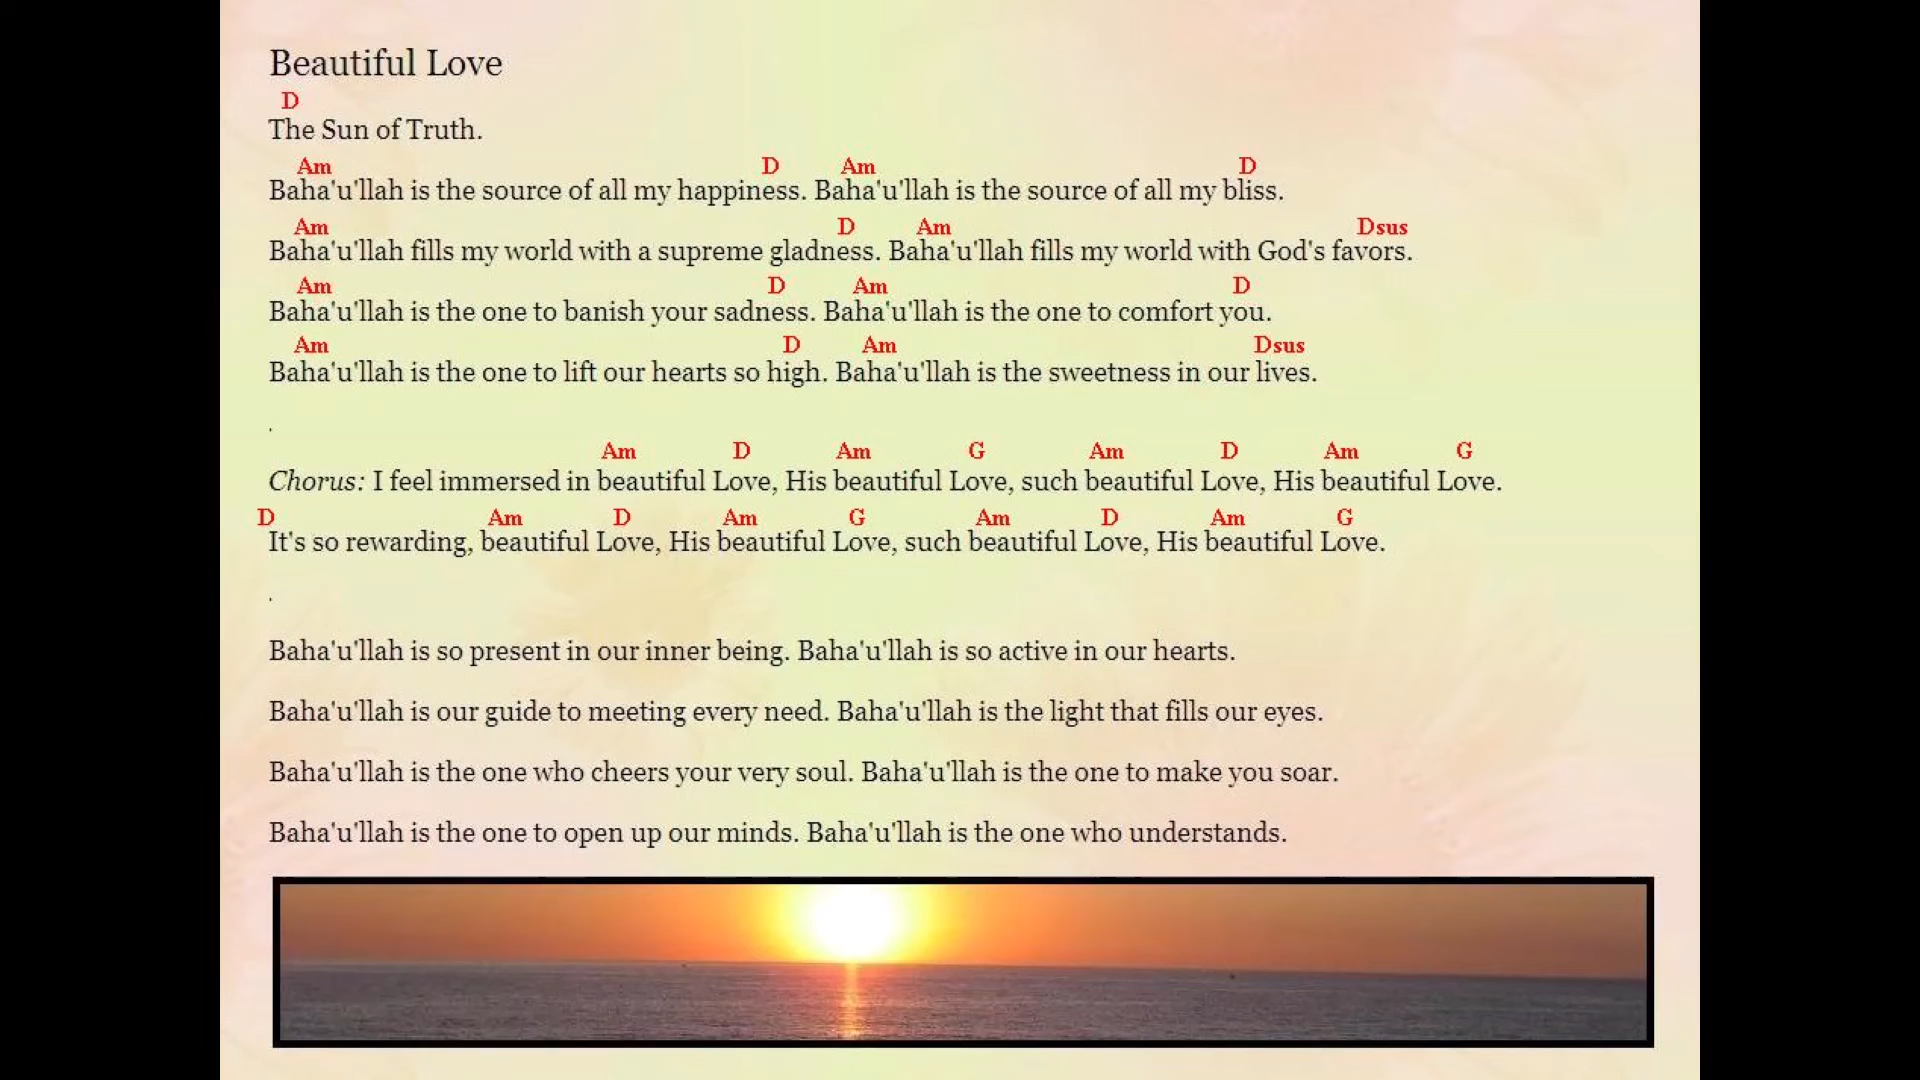 Beautiful Love
D
The Sun of Truth.
Am D Am D
Baha'u'llah is the source of all my happiness. Baha'u'llah is the source of all my bliss.
Am D Am Dsus
Baha'u'llah fills my world with a supreme gladness. Baha'u'llah fills my world with God's favors.
Am D Am D
Baha'u'llah is the one to banish your sadness. Baha'u'llah is the one to comfort you.
Am D Am Dsus
Baha'u'llah is the one to lift our hearts so high. Baha'u'llah is the sweetness in our lives.
.
Am D Am G Am D Am G
Chorus: I feel immersed in beautiful Love, His beautiful Love, such beautiful Love, His beautiful Love.
D Am D Am G Am D Am G
It's so rewarding, beautiful Love, His beautiful Love, such beautiful Love, His beautiful Love.
.
Baha'u'llah is so present in our inner being. Baha'u'llah is so active in our hearts.
Baha'u'llah is our guide to meeting every need. Baha'u'llah is the light that fills our eyes.
Baha'u'llah is the one who cheers your very soul. Baha'u'llah is the one to make you soar.
Baha'u'llah is the one to open up our minds. Baha'u'llah is the one who understands.